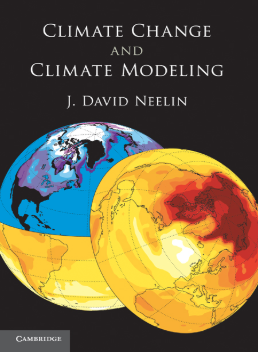 Climate Change
and
Climate Modeling
J. David Neelin
Cambridge